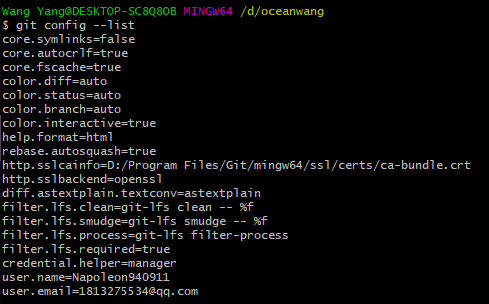 Wang Yang@DESKTOP-SC8Q8OB MINGW64 /d/oceanwang
$ git config --list
core.symlinks=false
core.autocrlf=true
core.fscache=true
color.diff=auto
color.status=auto
color.branch=auto
color.interactive=true
help.format=html
rebase.autosquash=true
http.sslcainfo=D:/Program Files/Git/mingw64/ssl/certs/ca-bundle.crt
http.sslbackend=openssl
diff.astextplain.textconv=astextplain
filter.lfs.clean=git-lfs clean -- %f
filter.lfs.smudge=git-lfs smudge -- %f
filter.lfs.process=git-lfs filter-process
filter.lfs.required=true
credential.helper=manager
user.name=Napoleon940911
user.email=1813275534@qq.com